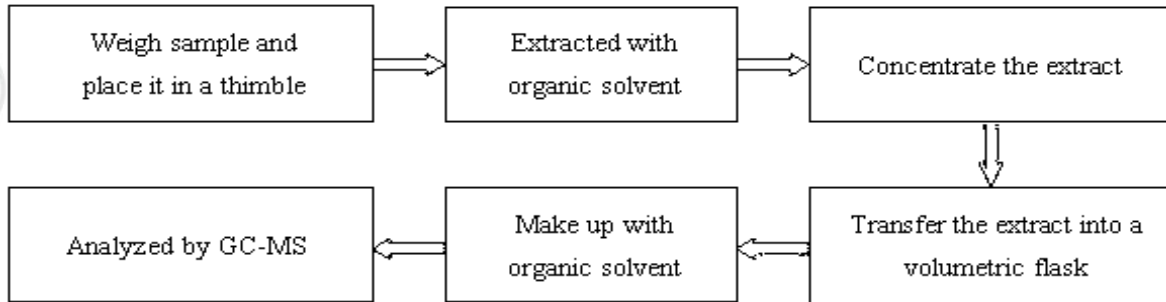 Weigh sample and
place it in a thimble
Extracted with
organic solvent
Concentrate the extract
Transfer the extract into a
volumetric flask
Make up with
organic solvent
Analyzed by GC-MS